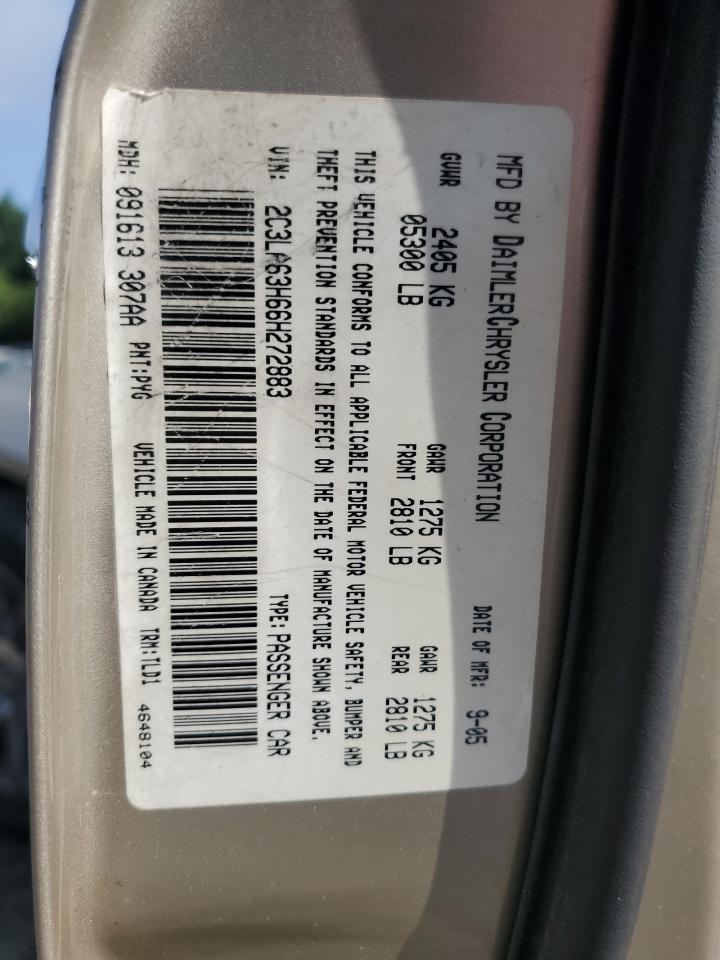 MFD BY DAIMLERCHRYSLER CORPORATION DATE OF MFR: 9-05
GVWR 2405 KG GAWR 1275 KG GAWR 1275 KG
05300 LB FRONT 2810 LB REAR 2810 LB
THIS VEHICLE CONFORMS TO ALL APPLICABLE FEDERAL MOTOR VEHICLE SAFETY, BUMPER AND
THEFT PREVENTION STANDARDS IN EFFECT ON THE DATE OF MANUFACTURE SHOWN ABOVE.
VIN: 2C3LA63H66H272883 TYPE: PASSENGER CAR
MDH: 091613 307AA PNT:PYG VEHICLE MADE IN CANADA TRM:TLD1 4648104